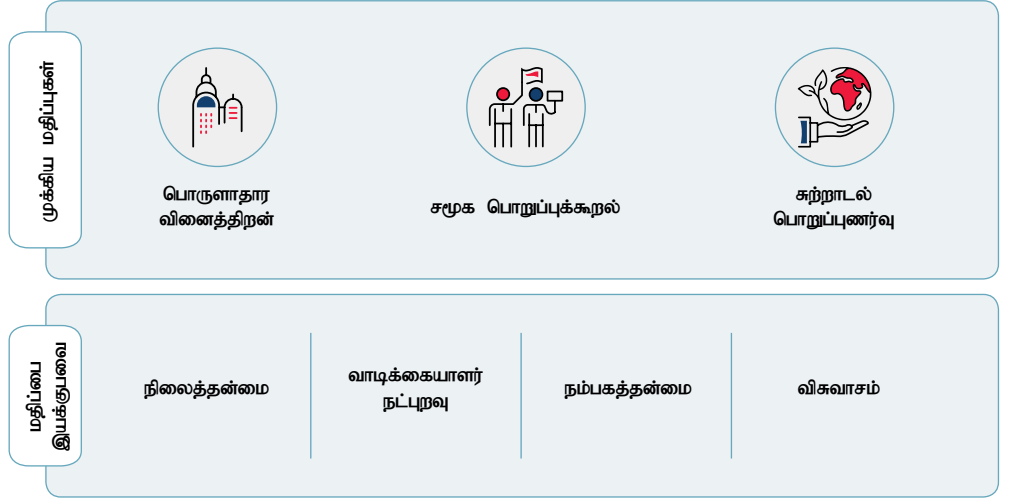 முக்கிய மதிப்புகள்
பொருளாதார
வினைத்திறன்
சமூக பொறுப்புக்கூறல்
சுற்றாடல்
பொறுப்புணர்வு
மதிப்பை
இயக்குபவை
நிலைத்தன்மை
வாடிக்கையாளர்
நட்புறவு
நம்பகத்தன்மை
விசுவாசம்